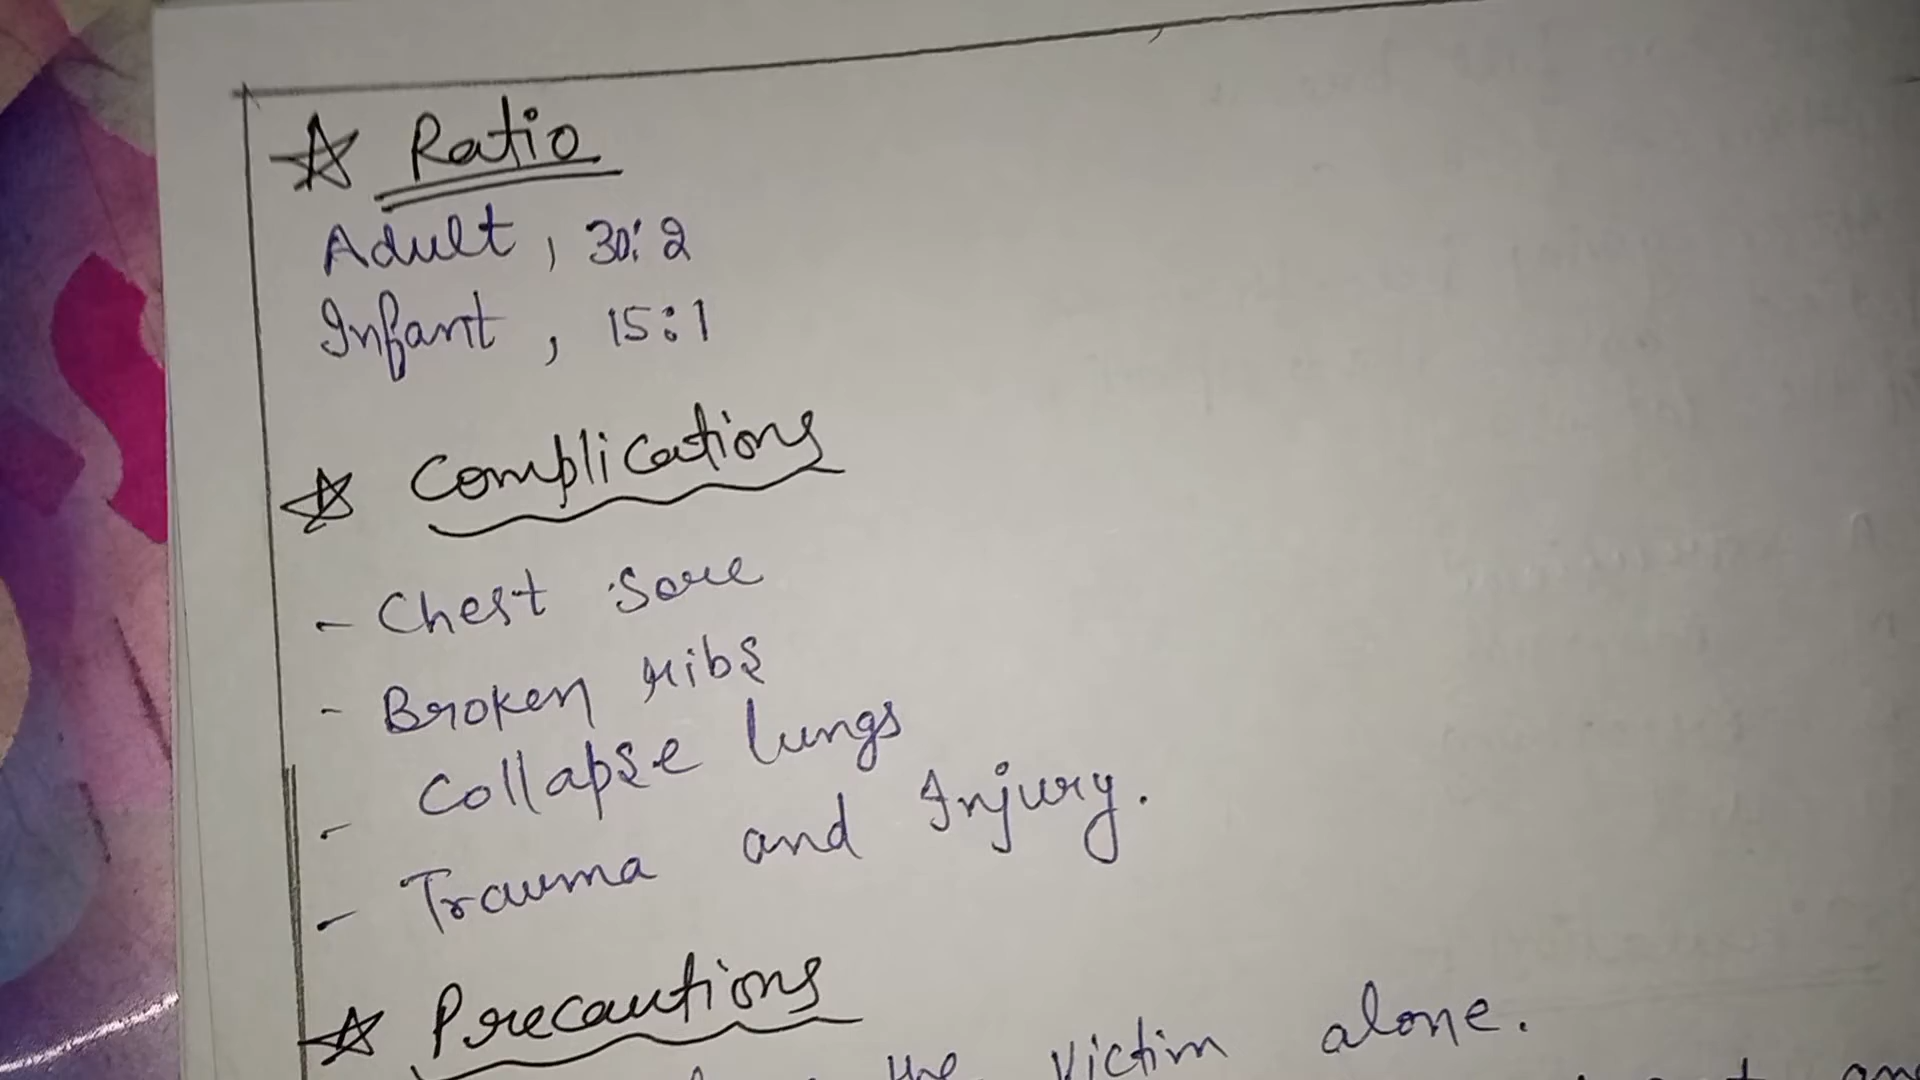 ☆ Ratio
Adult, 30:2
Infant, 15:1
☆ Complications
- Chest sore
- Broken ribs
- Collapse lungs
- Trauma and Injury.
☆ Precautions
the victim alone.